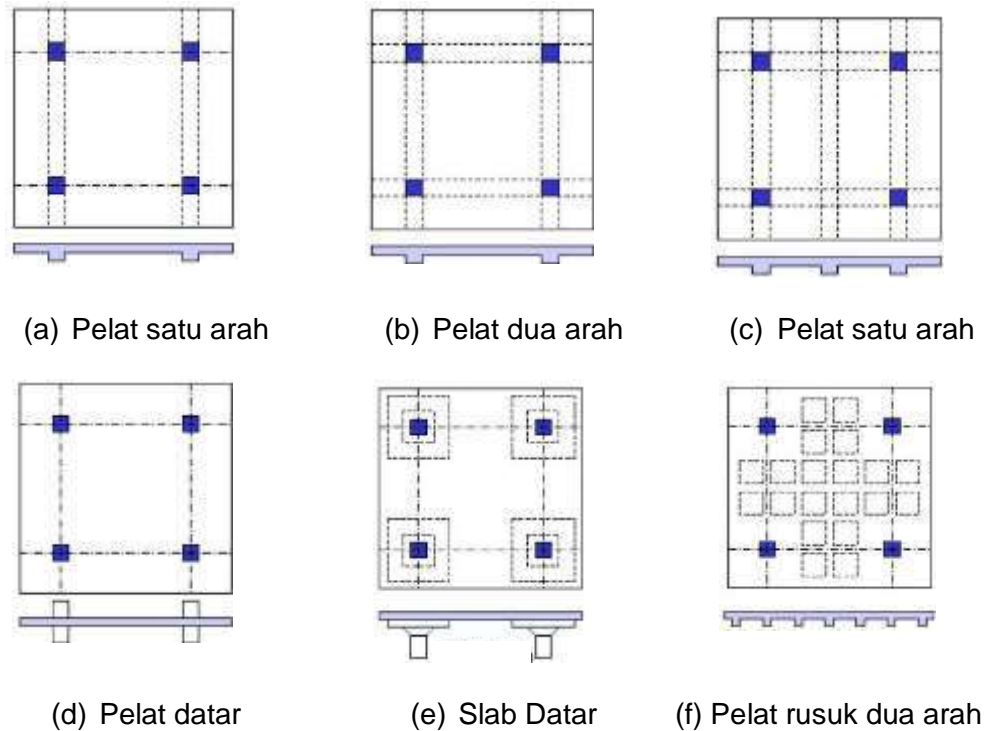 (a) Pelat satu arah
(b) Pelat dua arah
(c) Pelat satu arah
(d) Pelat datar
(e) Slab Datar
(f) Pelat rusuk dua arah